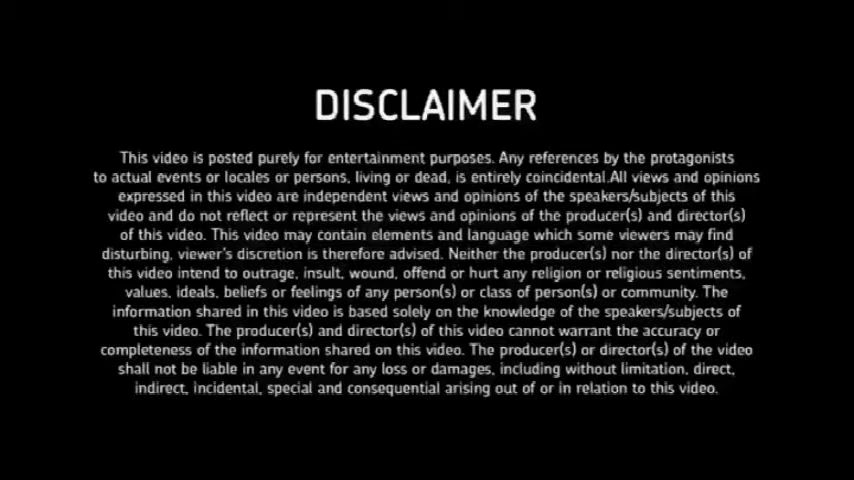 DISCLAIMER
This video is posted purely for entertainment purposes. Any references by the protagonists
to actual events or locales or persons, living or dead, is entirely coincidental.All views and opinions
expressed in this video are independent views and opinions of the speakers/subjects of this
video and do not reflect or represent the views and opinions of the producer(s) and director(s)
of this video. This video may contain elements and language which some viewers may find
disturbing, viewer's discretion is therefore advised. Neither the producer(s) nor the director(s) of
this video intend to outrage, insult, wound, offend or hurt any religion or religious sentiments,
values, ideals, beliefs or feelings of any person(s) or class of person(s) or community. The
information shared in this video is based solely on the knowledge of the speakers/subjects of
this video. The producer(s) and director(s) of this video cannot warrant the accuracy or
completeness of the information shared on this video. The producer(s) or director(s) of the video
shall not be liable in any event for any loss or damages, including without limitation, direct,
indirect, incidental, special and consequential arising out of or in relation to this video.